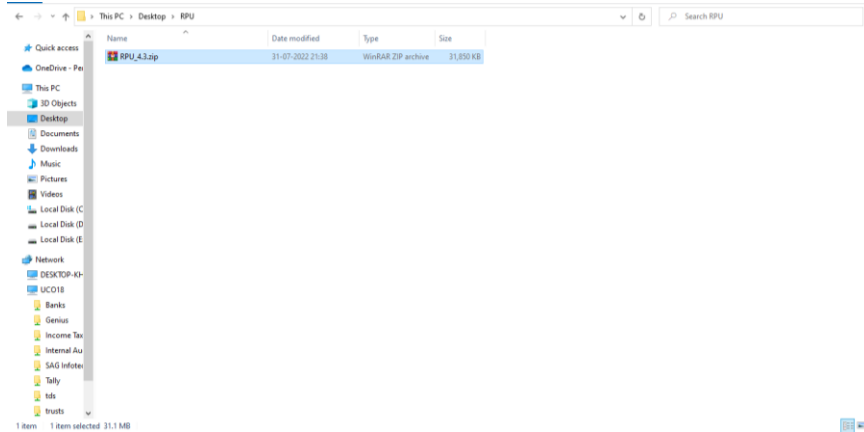 This PC > Desktop > RPU
Search RPU
Name Date modified Type Size
RPU_4.3.zip 31-07-2022 21:38 WinRAR ZIP archive 31,850 KB
Quick access
OneDrive - Per
This PC
3D Objects
Desktop
Documents
Downloads
Music
Pictures
Videos
Local Disk (C
Local Disk (D
Local Disk (E
Network
DESKTOP-KH
UCO18
Banks
Genius
Income Tax
Internal Au
SAG Infotec
Tally
tds
trusts
1 item 1 item selected 31.1 MB